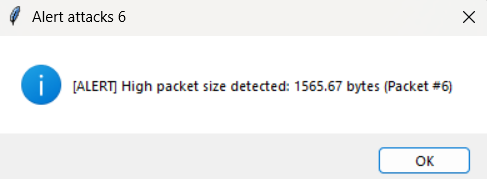 Alert attacks 6
[ALERT] High packet size detected: 1565.67 bytes (Packet #6)
OK